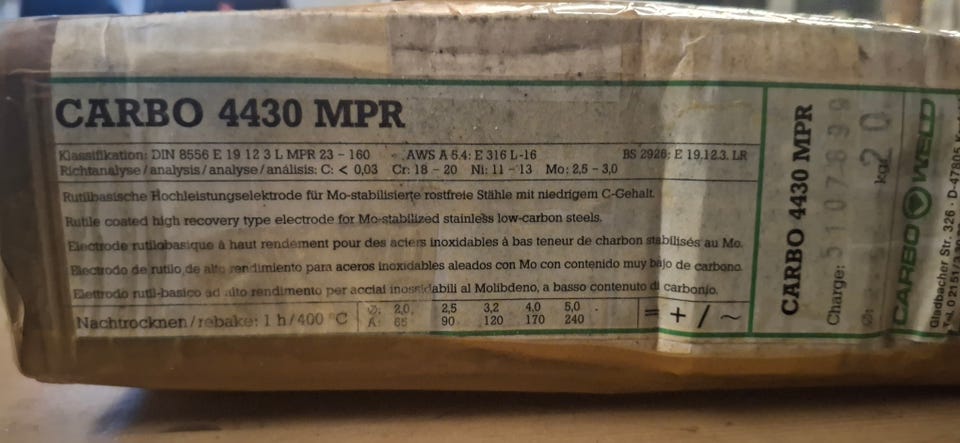 CARBO 4430 MPR
Klassifikation: DIN 8556 E 19 12 3 L MPR 23 - 160 AWS A 5.4: E 316 L-16 BS 2926: E 19.12.3. LR
Richtanalyse/analysis/analyse/análisis: C: < 0,03 Cr: 18 - 20 Ni: 11 - 13 Mo: 2,5 - 3,0
Rutilbasische Hochleistungselektrode für Mo-stabilisierte rostfreie Stähle mit niedrigem C-Gehalt.
Rutile coated high recovery type electrode for Mo-stabilized stainless low-carbon steels.
Electrode rutilobasique à haut rendement pour des aciers inoxidables à bas teneur de charbon stabilisés au Mo.
Electrodo de rutilo de alto rendimiento para aceros inoxidables aleados con Mo con contenido muy bajo de carbono.
Elettrodo rutil-basico ad alto rendimento per acciai inossidabili al Molibdeno, a basso contenuto di carbonio.
Nachtrocknen/rebake: 1 h/400 °C
∅: 2,0 2,5 3,2 4,0 5,0
A: 65 90 120 170 240
= + / ~
CARBO 4430 MPR
Charge: 5107899
∅: kg: 20
CARBO WELD
Gladbacher Str. 326 · D-47805
Tel. 0 21 51 /